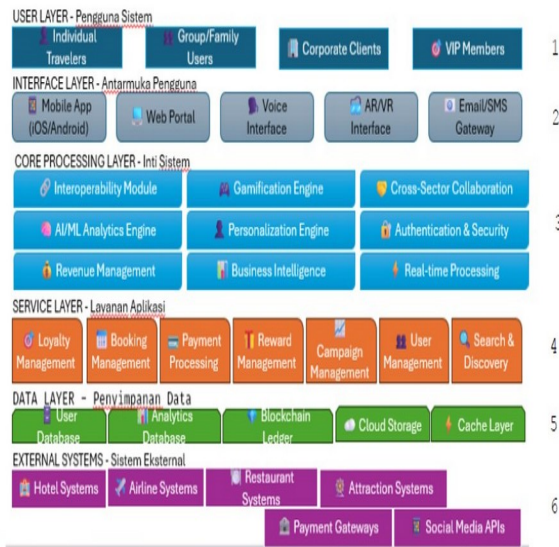 USER LAYER - Pengguna Sistem
Individual
Travelers
Group/Family
Users
Corporate Clients
VIP Members
1
INTERFACE LAYER - Antarmuka Pengguna
Mobile App
(iOS/Android)
Web Portal
Voice
Interface
AR/VR
Interface
Email/SMS
Gateway
2
CORE PROCESSING LAYER - Inti Sistem
Interoperability Module
Gamification Engine
Cross-Sector Collaboration
AI/ML Analytics Engine
Personalization Engine
Authentication & Security
3
Revenue Management
Business Intelligence
Real-time Processing
SERVICE LAYER - Layanan Aplikasi
Loyalty
Management
Booking
Management
Payment
Processing
Reward
Management
Campaign
Management
User
Management
Search &
Discovery
4
DATA LAYER - Penyimpanan Data
User
Database
Analytics
Database
Blockchain
Ledger
Cloud Storage
Cache Layer
5
EXTERNAL SYSTEMS - Sistem Eksternal
Hotel Systems
Airline Systems
Restaurant
Systems
Attraction Systems
6
Payment Gateways
Social Media APIs